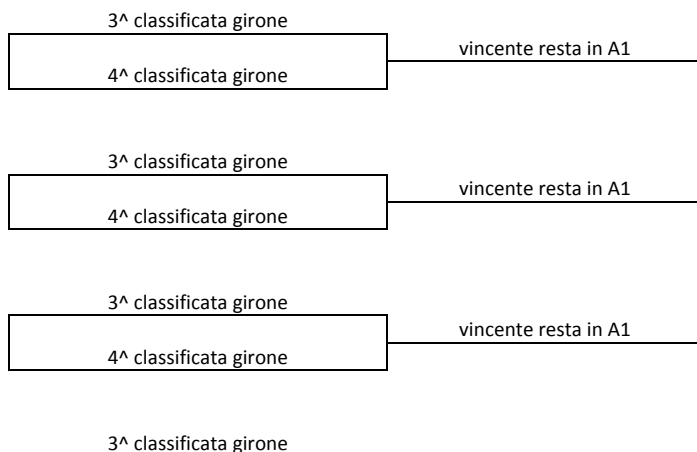 3^ classificata girone
vincente resta in A1
4^ classificata girone
3^ classificata girone
vincente resta in A1
4^ classificata girone
3^ classificata girone
vincente resta in A1
4^ classificata girone
3^ classificata girone